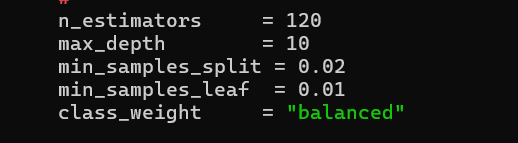 n_estimators      = 120
max_depth         = 10
min_samples_split = 0.02
min_samples_leaf  = 0.01
class_weight      = "balanced"